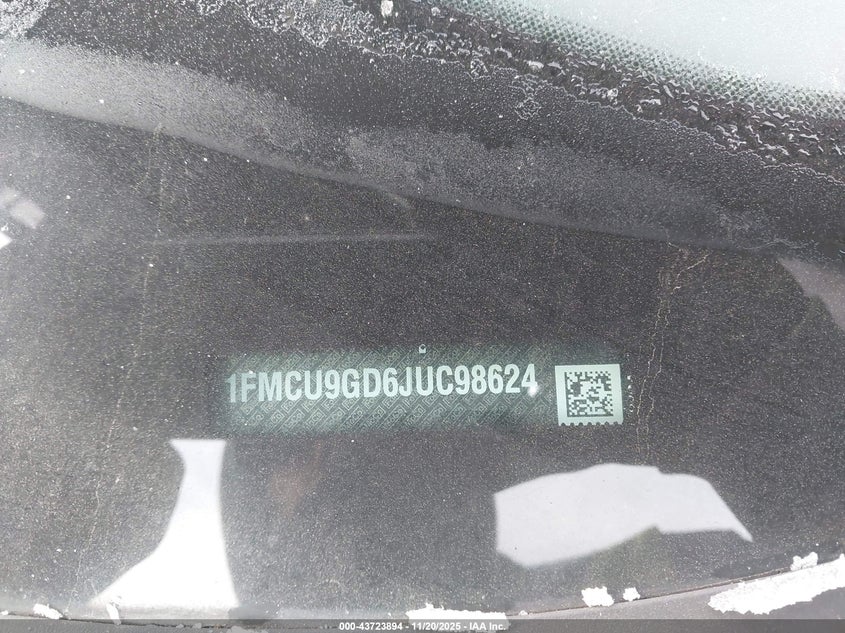 1FMCU9GD6JUC98624
000-43723894 - 11/20/2025 - IAA Inc.